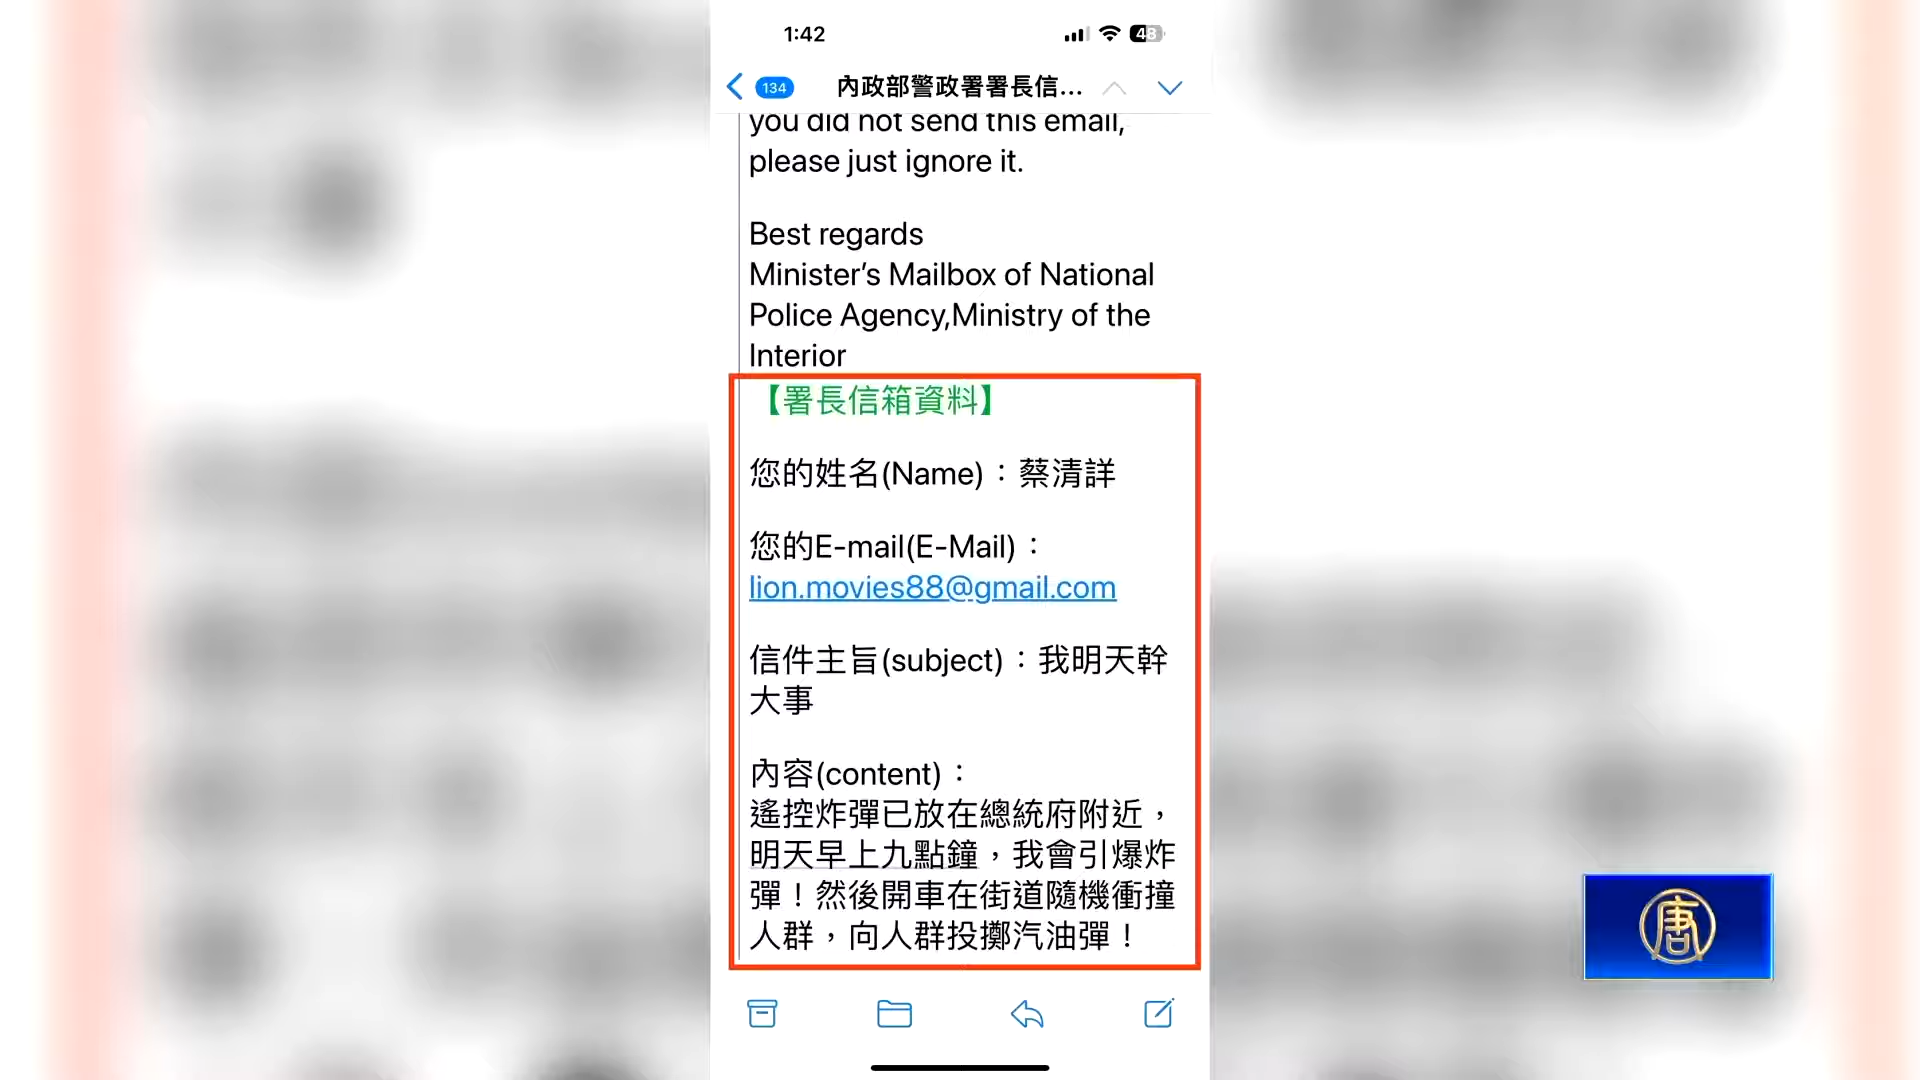 1:42
48
134
內政部警政署署長信...
you did not send this email,
please just ignore it.
Best regards
Minister's Mailbox of National
Police Agency,Ministry of the
Interior
【署長信箱資料】
您的姓名(Name)：蔡清詳
您的E-mail(E-Mail)：
lion.movies88@gmail.com
信件主旨(subject)：我明天幹
大事
內容(content)：
遙控炸彈已放在總統府附近，
明天早上九點鐘，我會引爆炸
彈！然後開車在街道隨機衝撞
人群，向人群投擲汽油彈！
唐